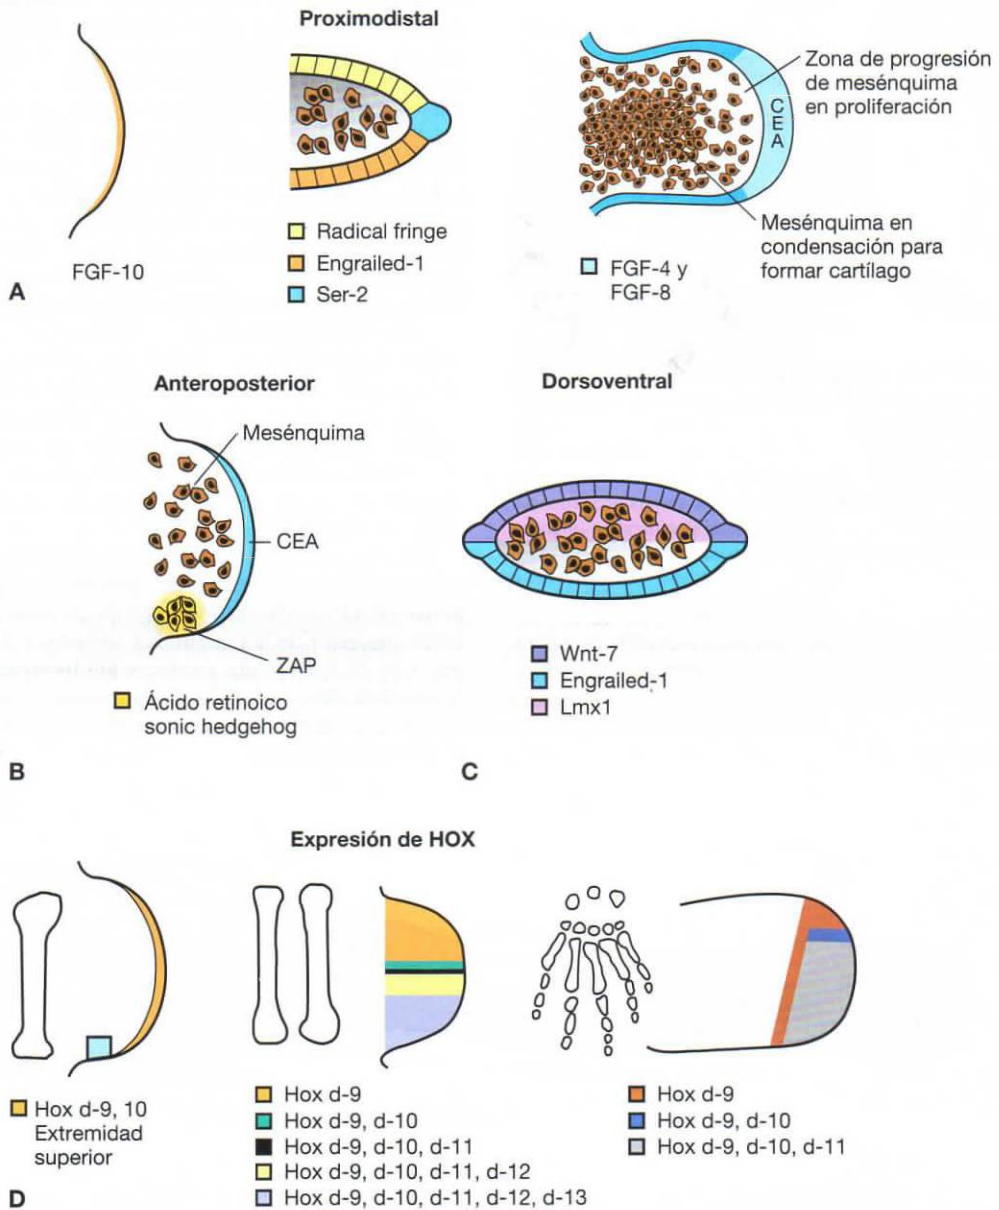 Proximodistal
FGF-10
Radical fringe
Engrailed-1
Ser-2
CEA
Zona de progresión
de mesénquima
en proliferación
Mesénquima en
condensación para
formar cartílago
FGF-4 y
FGF-8
A
Anteroposterior
Mesénquima
CEA
ZAP
Ácido retinoico
sonic hedgehog
B
Dorsoventral
Wnt-7
Engrailed-1
Lmx1
C
Expresión de HOX
Hox d-9, 10
Extremidad
superior
Hox d-9
Hox d-9, d-10
Hox d-9, d-10, d-11
Hox d-9, d-10, d-11, d-12
Hox d-9, d-10, d-11, d-12, d-13
Hox d-9
Hox d-9, d-10
Hox d-9, d-10, d-11
D